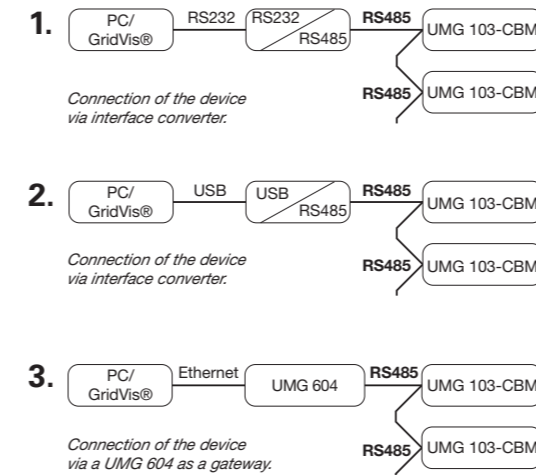 1.
PC/
GridVis®
RS232
RS232
RS485
RS485
UMG 103-CBM
Connection of the device
via interface converter.
RS485
UMG 103-CBM
2.
PC/
GridVis®
USB
USB
RS485
RS485
UMG 103-CBM
Connection of the device
via interface converter.
RS485
UMG 103-CBM
3.
PC/
GridVis®
Ethernet
UMG 604
RS485
UMG 103-CBM
Connection of the device
via a UMG 604 as a gateway.
RS485
UMG 103-CBM